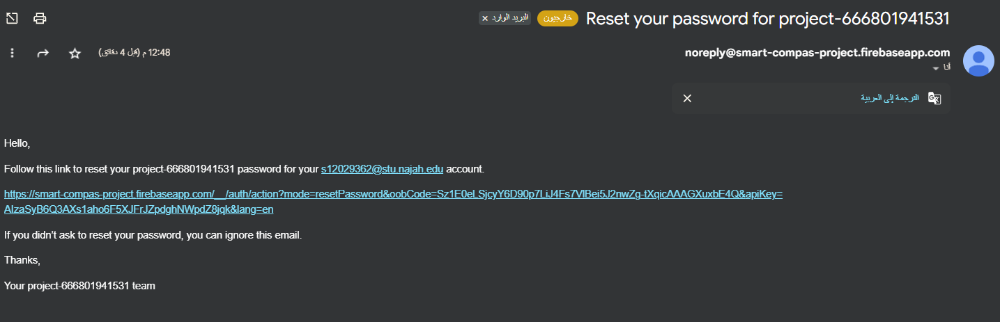 Reset your password for project-666801941531
خارجيون
البريد الوارد ×
noreply@smart-compas-project.firebaseapp.com
12:48 م (قبل 4 دقائق)
أنا
الترجمة إلى العربية
Hello,
Follow this link to reset your project-666801941531 password for your s12029362@stu.najah.edu account.
https://smart-compas-project.firebaseapp.com/__/auth/action?mode=resetPassword&oobCode=Sz1E0eLSjcyY6D90p7LiJ4Fs7VlBei5J2nwZg-tXqicAAAGXuxbE4Q&apiKey=
AIzaSyB6Q3AXs1aho6F5XJFrJZpdghNWpdZ8jqk&lang=en
If you didn’t ask to reset your password, you can ignore this email.
Thanks,
Your project-666801941531 team